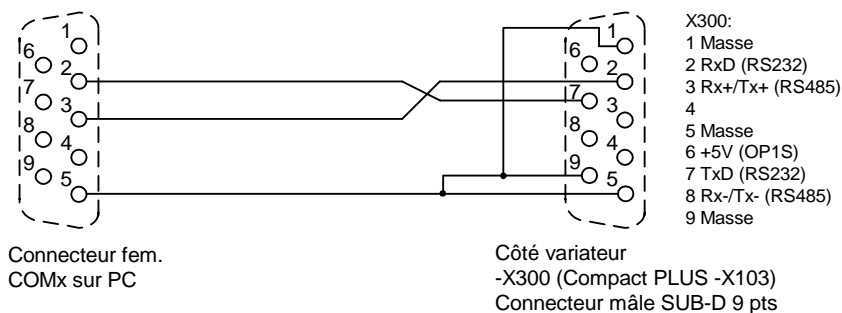 1
6
2
7
3
8
4
9
5
Connecteur fem.
COMx sur PC
1
6
2
7
3
8
4
9
5
Côté variateur
-X300 (Compact PLUS -X103)
Connecteur mâle SUB-D 9 pts
X300:
1 Masse
2 RxD (RS232)
3 Rx+/Tx+ (RS485)
4
5 Masse
6 +5V (OP1S)
7 TxD (RS232)
8 Rx-/Tx- (RS485)
9 Masse